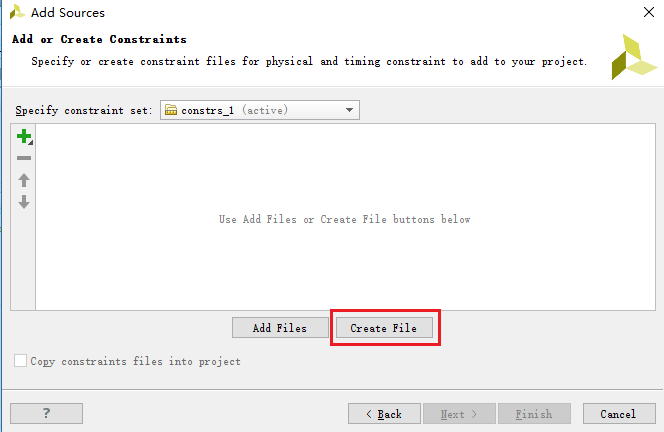 Add Sources
Add or Create Constraints
Specify or create constraint files for physical and timing constraint to add to your project.
Specify constraint set: constrs_1 (active)
Use Add Files or Create File buttons below
Add Files Create File
Copy constraints files into project
? < Back Next > Finish Cancel